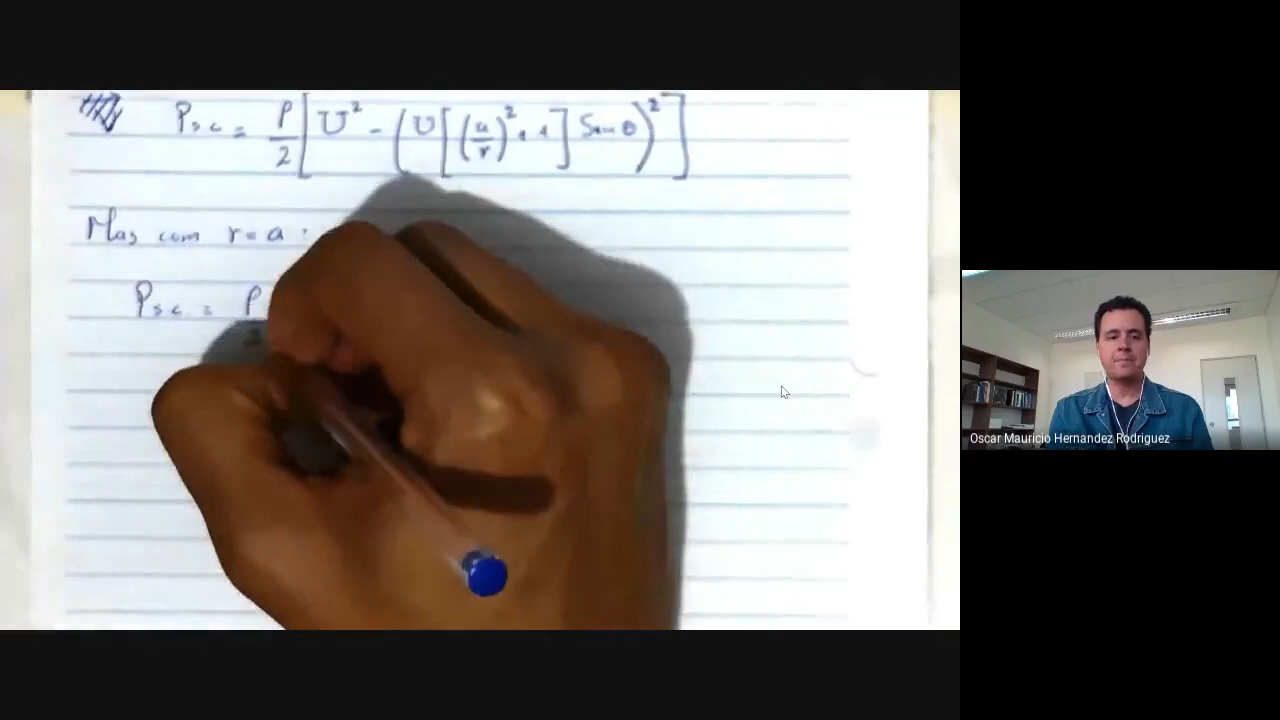 Psc = ρ/2 [ U² - ( U [ (a/r)² + 1 ] Sen θ )² ]
Mas com r = a :
Psc = ρ
Oscar Mauricio Hernandez Rodriguez